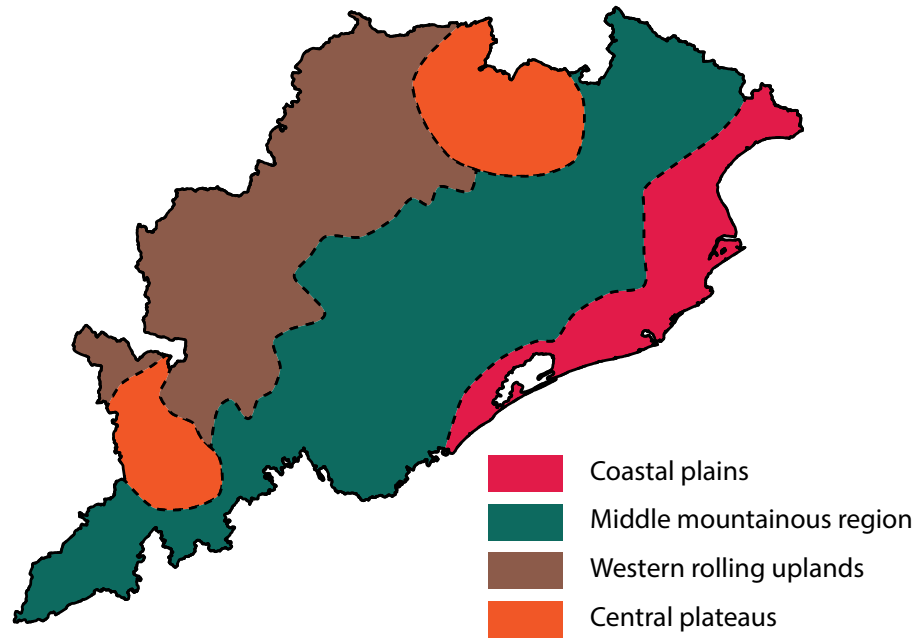 Coastal plains
Middle mountainous region
Western rolling uplands
Central plateaus